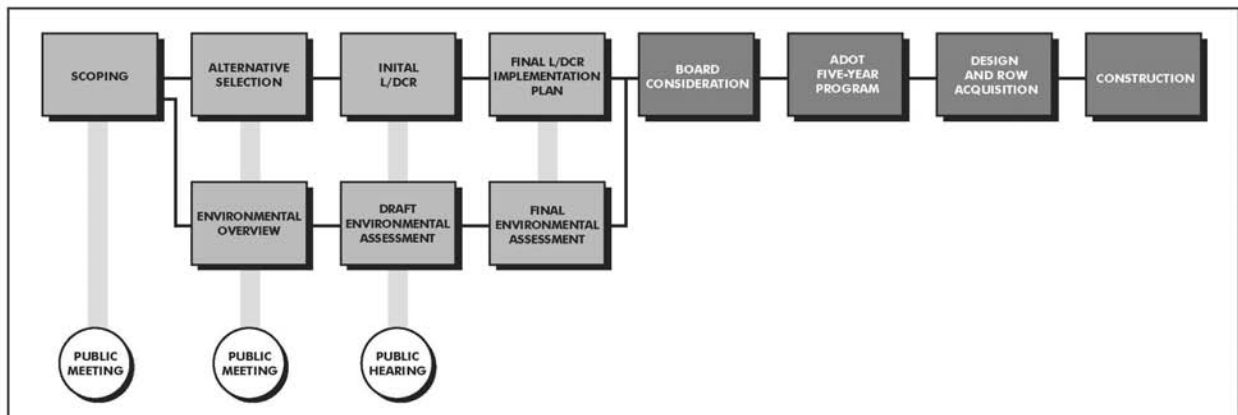 SCOPING
ALTERNATIVE
SELECTION
INITAL
L/DCR
FINAL L/DCR
IMPLEMENTATION
PLAN
BOARD
CONSIDERATION
ADOT
FIVE-YEAR
PROGRAM
DESIGN
AND ROW
ACQUISITION
CONSTRUCTION
ENVIRONMENTAL
OVERVIEW
DRAFT
ENVIRONMENTAL
ASSESSMENT
FINAL
ENVIRONMENTAL
ASSESSMENT
PUBLIC
MEETING
PUBLIC
MEETING
PUBLIC
HEARING